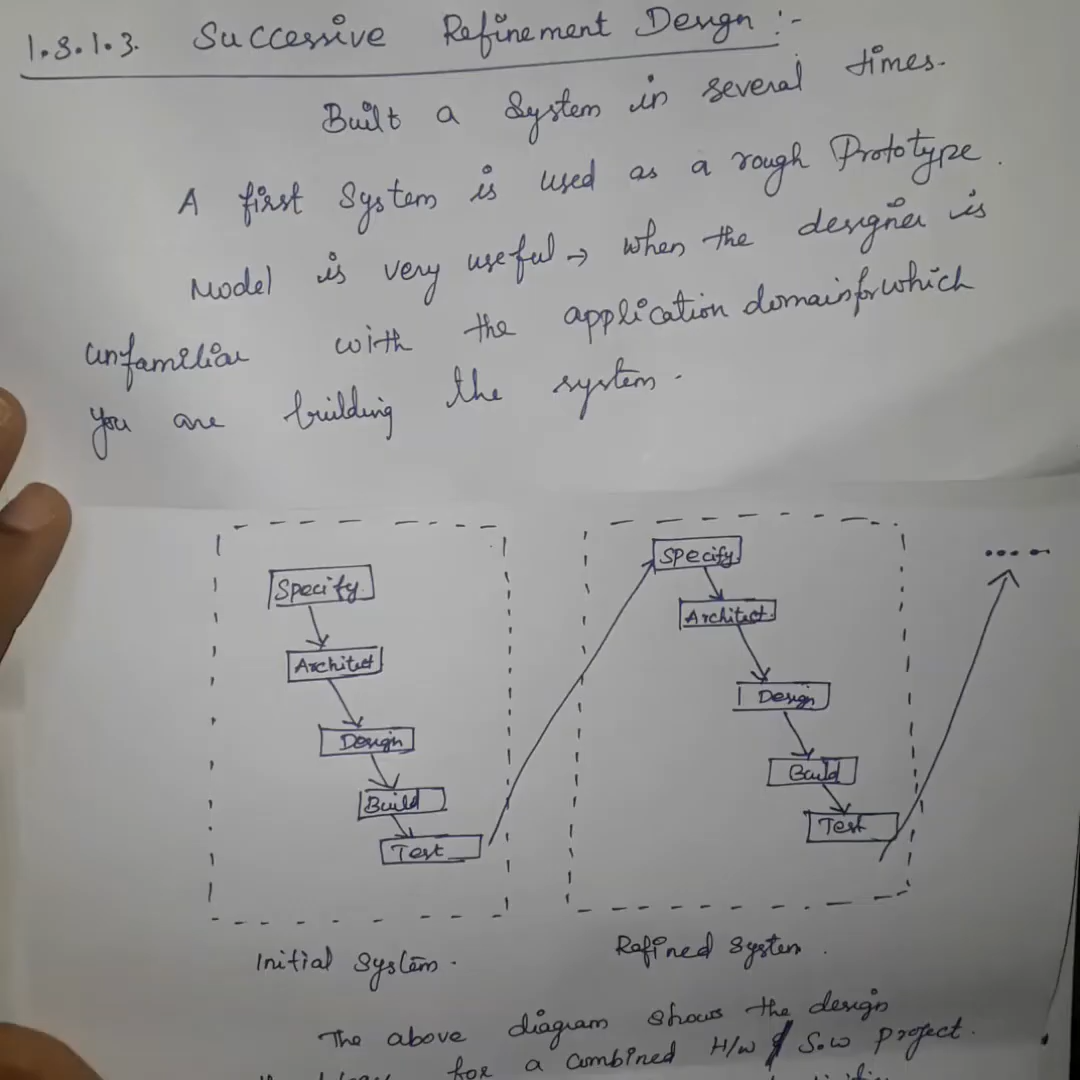 1.3.1.3. Successive Refinement Design :-
Built a System in several times.
A first System is used as a rough Prototype.
Model is very useful → when the designer is
unfamiliar with the application domain for which
you are building the system.
Specify
Architect
Design
Build
Test
Initial System.
Specify
Architect.
Design
Build
Test
Refined System.
.....
The above diagram shows the design
for a combined H/w & S.w project.